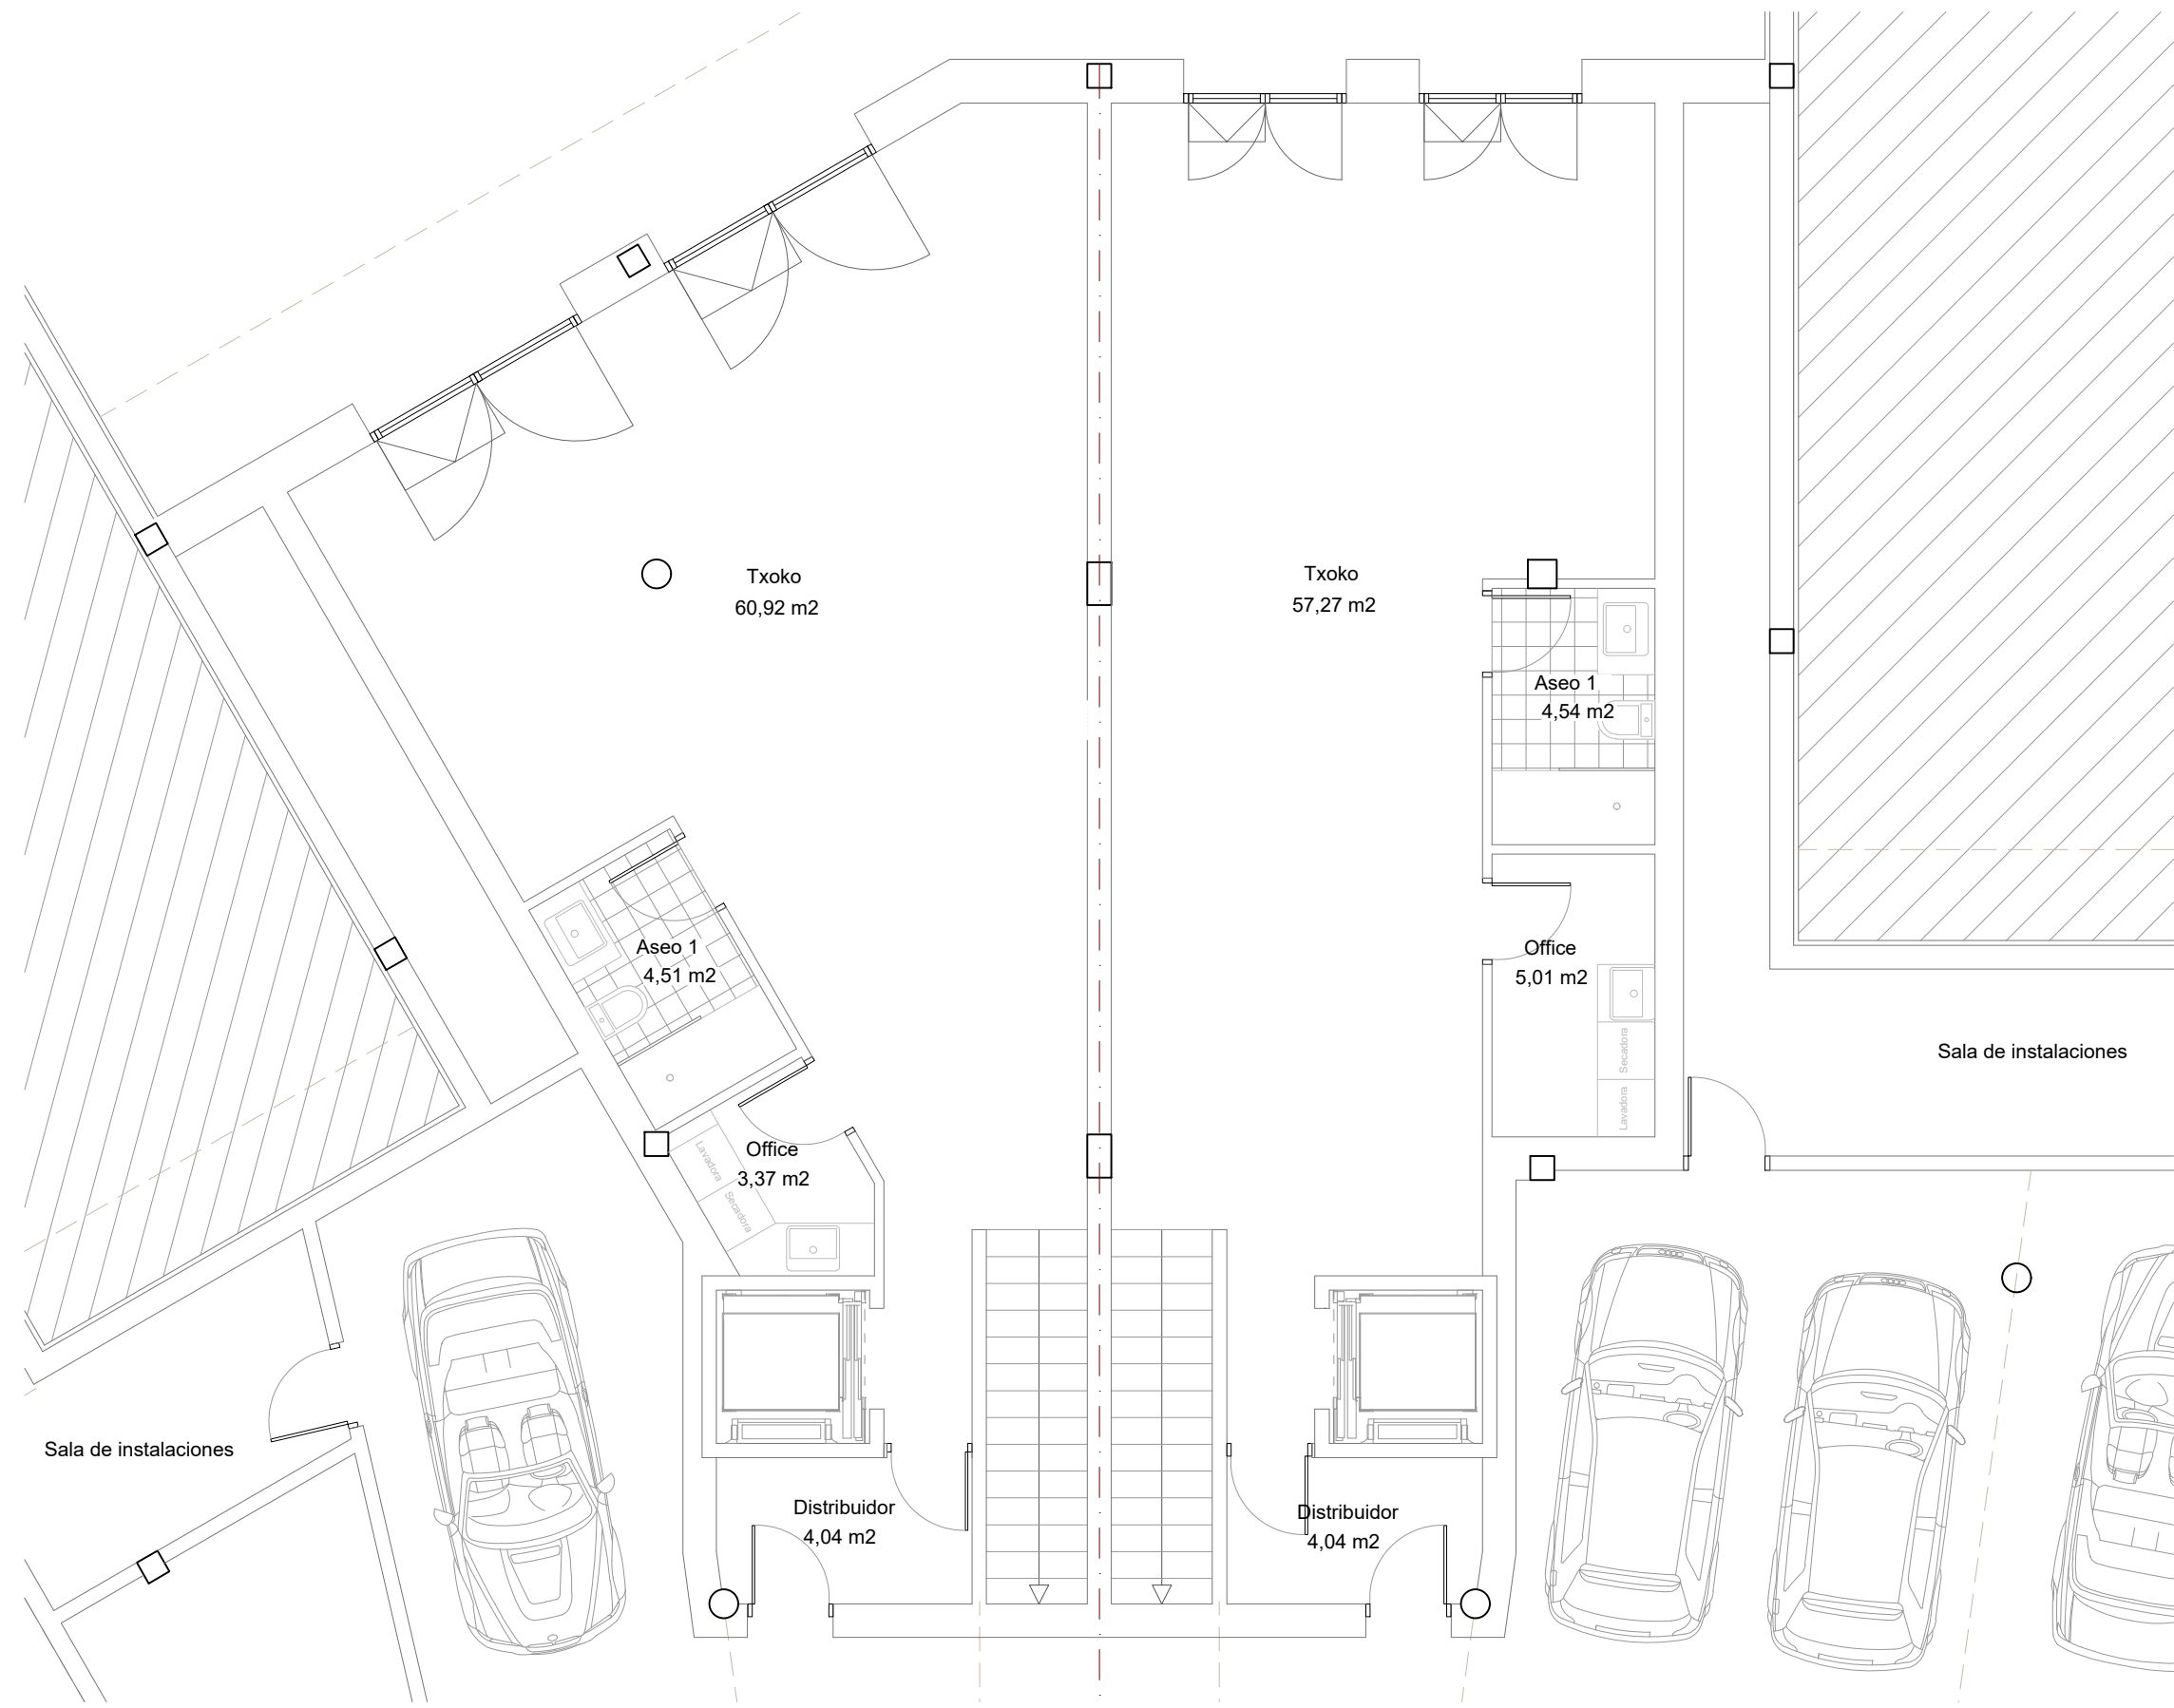 Txoko
60,92 m2
Txoko
57,27 m2
Aseo 1
4,54 m2
Aseo 1
4,51 m2
Office
5,01 m2
Secadora
Lavadora
Sala de instalaciones
Office
3,37 m2
Lavadora
Secadora
Sala de instalaciones
Distribuidor
4,04 m2
Distribuidor
4,04 m2